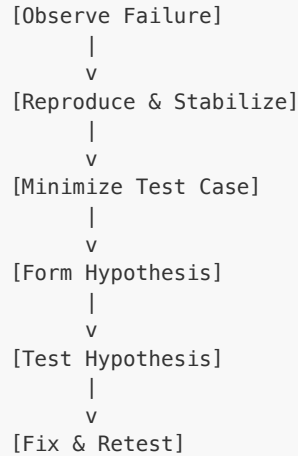 [Observe Failure]
|
v
[Reproduce & Stabilize]
|
v
[Minimize Test Case]
|
v
[Form Hypothesis]
|
v
[Test Hypothesis]
|
v
[Fix & Retest]